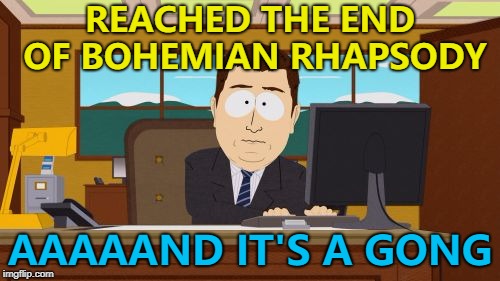 REACHED THE END
OF BOHEMIAN RHAPSODY
AAAAAND IT'S A GONG
imgflip.com